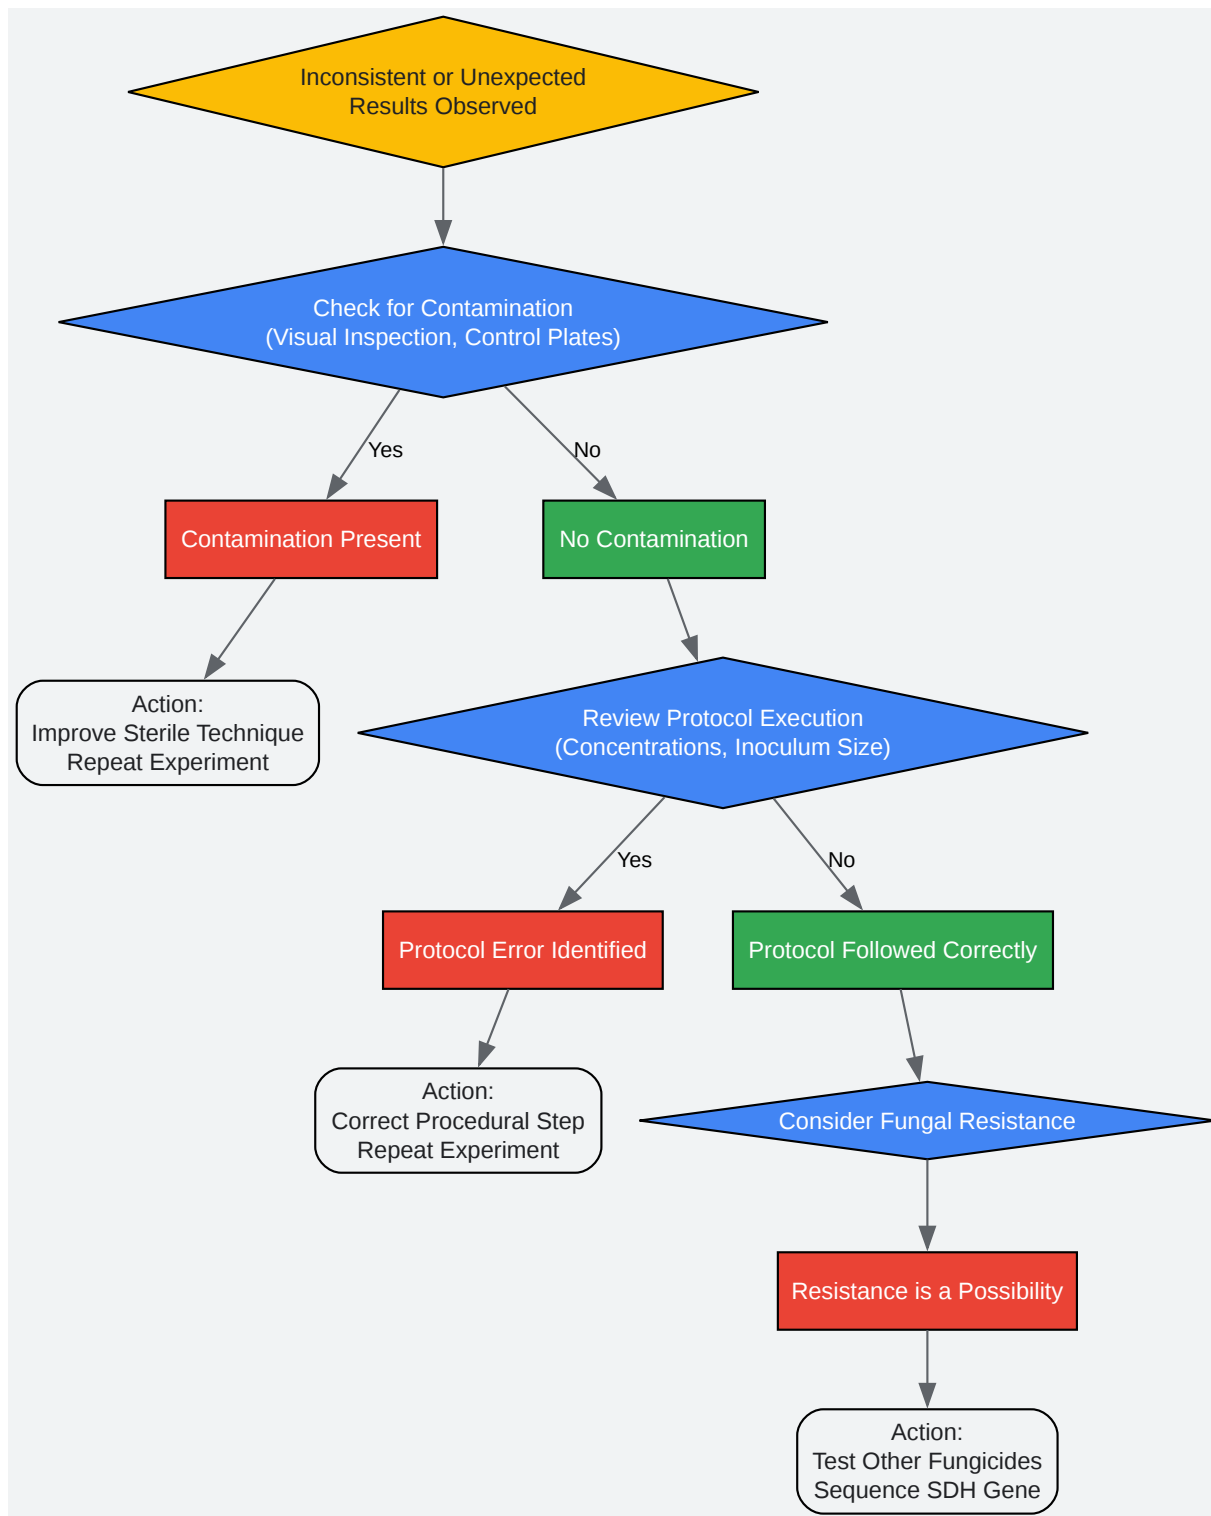 Inconsistent or Unexpected
Results Observed
Check for Contamination
(Visual Inspection, Control Plates)
Yes
No
Contamination Present
No Contamination
Action:
Improve Sterile Technique
Repeat Experiment
Review Protocol Execution
(Concentrations, Inoculum Size)
Yes
No
Protocol Error Identified
Protocol Followed Correctly
Action:
Correct Procedural Step
Repeat Experiment
Consider Fungal Resistance
Resistance is a Possibility
Action:
Test Other Fungicides
Sequence SDH Gene